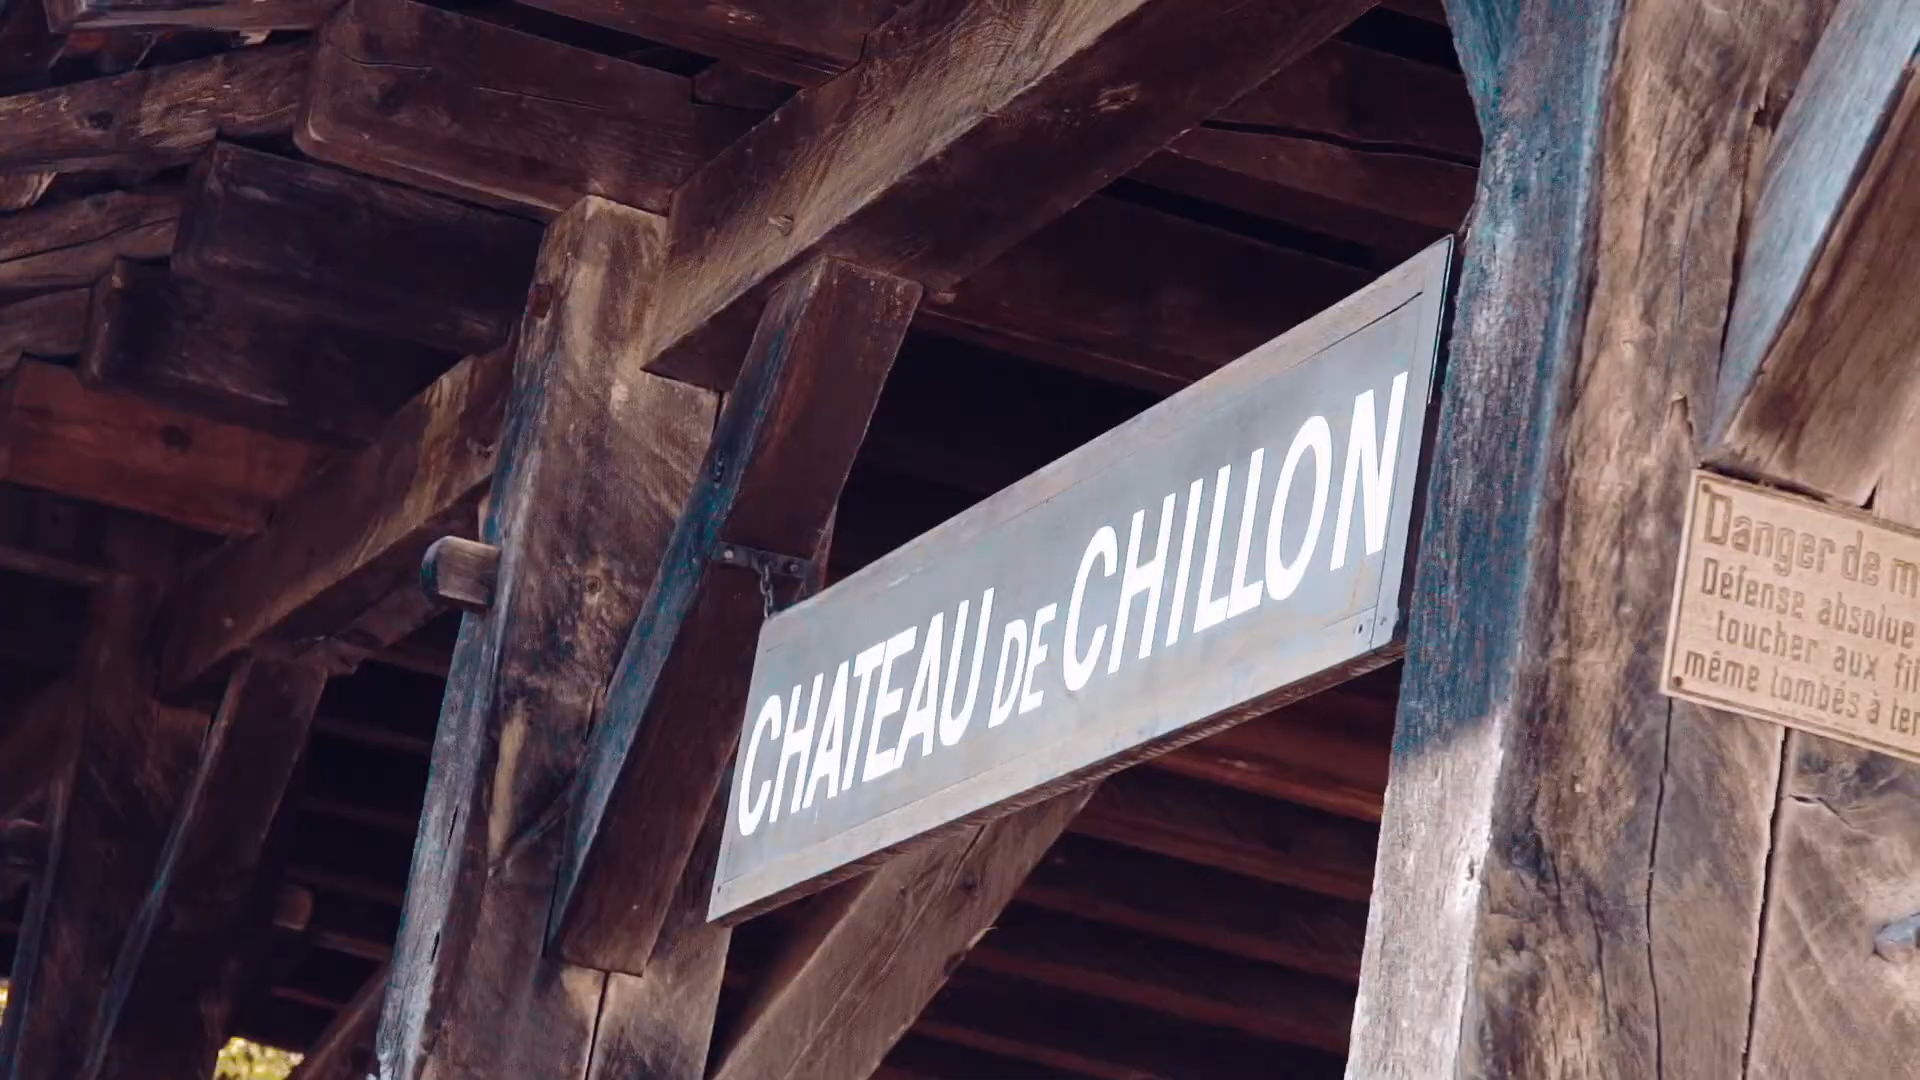 CHATEAU DE CHILLON
Danger de
Défense absolue
toucher aux
même tombés à